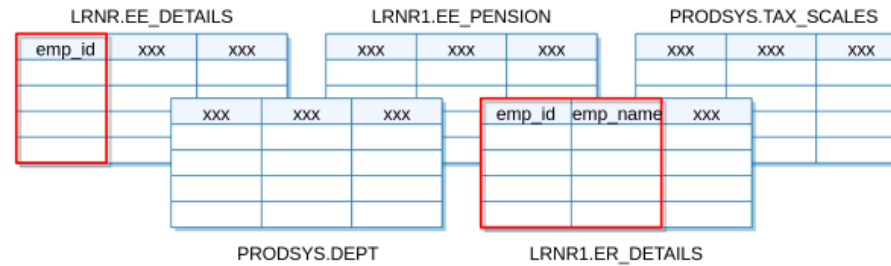 LRNR.EE_DETAILS LRNR1.EE_PENSION PRODSYS.TAX_SCALES
emp_id xxx xxx xxx xxx xxx xxx xxx xxx
xxx xxx xxx emp_id emp_name xxx
PRODSYS.DEPT LRNR1.ER_DETAILS